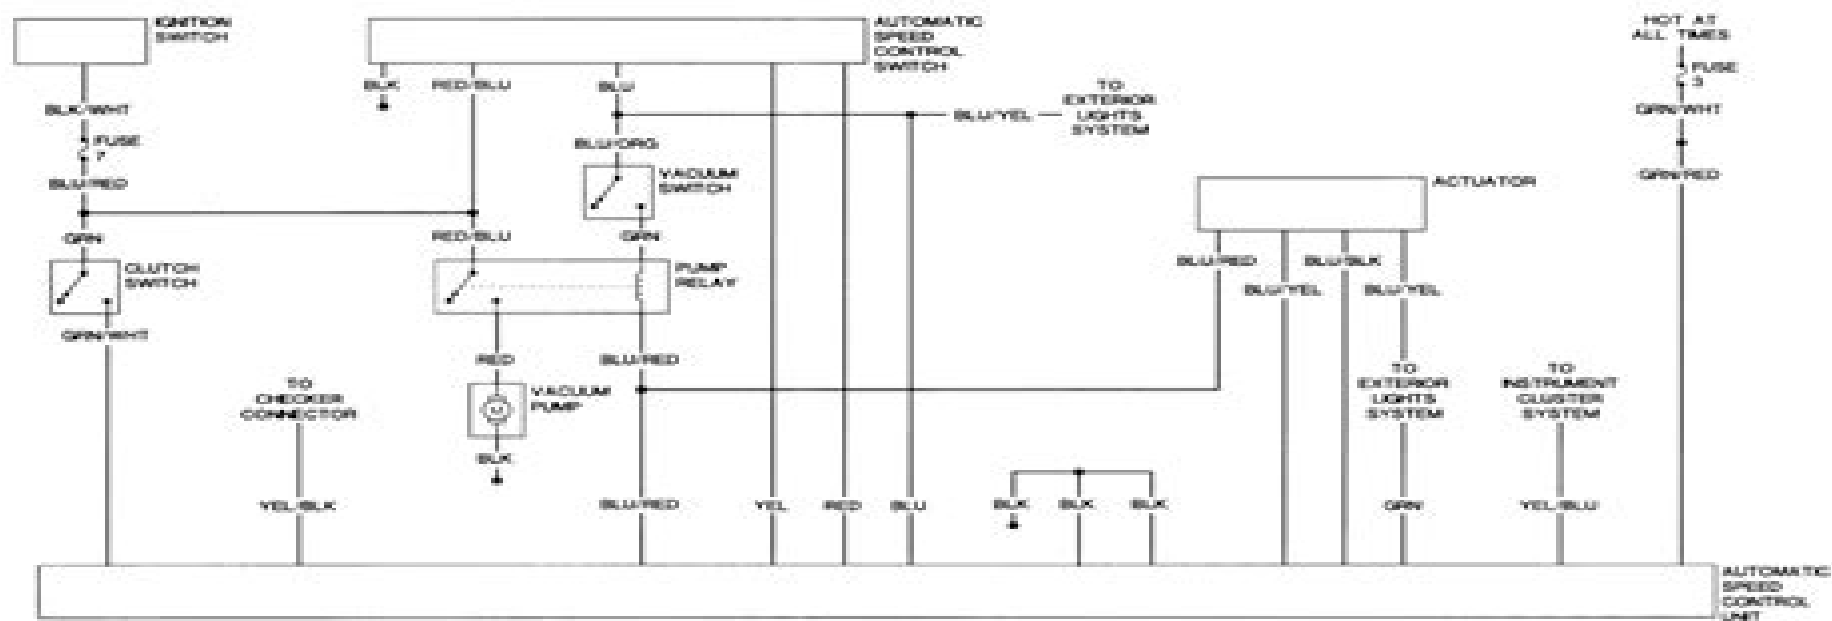 IGNITION
SWITCH
AUTOMATIC
SPEED
CONTROL
SWITCH
HOT AT
ALL TIMES
FUSE
3
GRN/WHT
GRN/RED
BLK/WHT
FUSE
7
BLU/RED
GRN
CLUTCH
SWITCH
GRN/WHT
BLK
RED/BLU
BLU
BLU/YEL
TO
EXTERIOR
LIGHTS
SYSTEM
BLU/ORG
VACUUM
SWITCH
RED/BLU
GRN
PUMP
RELAY
ACTUATOR
BLU/RED
BLU/BLK
BLU/YEL
BLU/YEL
RED
BLU/RED
VACUUM
PUMP
M
BLK
TO
CHECKER
CONNECTOR
TO
EXTERIOR
LIGHTS
SYSTEM
TO
INSTRUMENT
CLUSTER
SYSTEM
YEL/BLK
BLU/RED
YEL
RED
BLU
BLK
BLK
BLK
GRN
YEL/BLU
AUTOMATIC
SPEED
CONTROL
UNIT